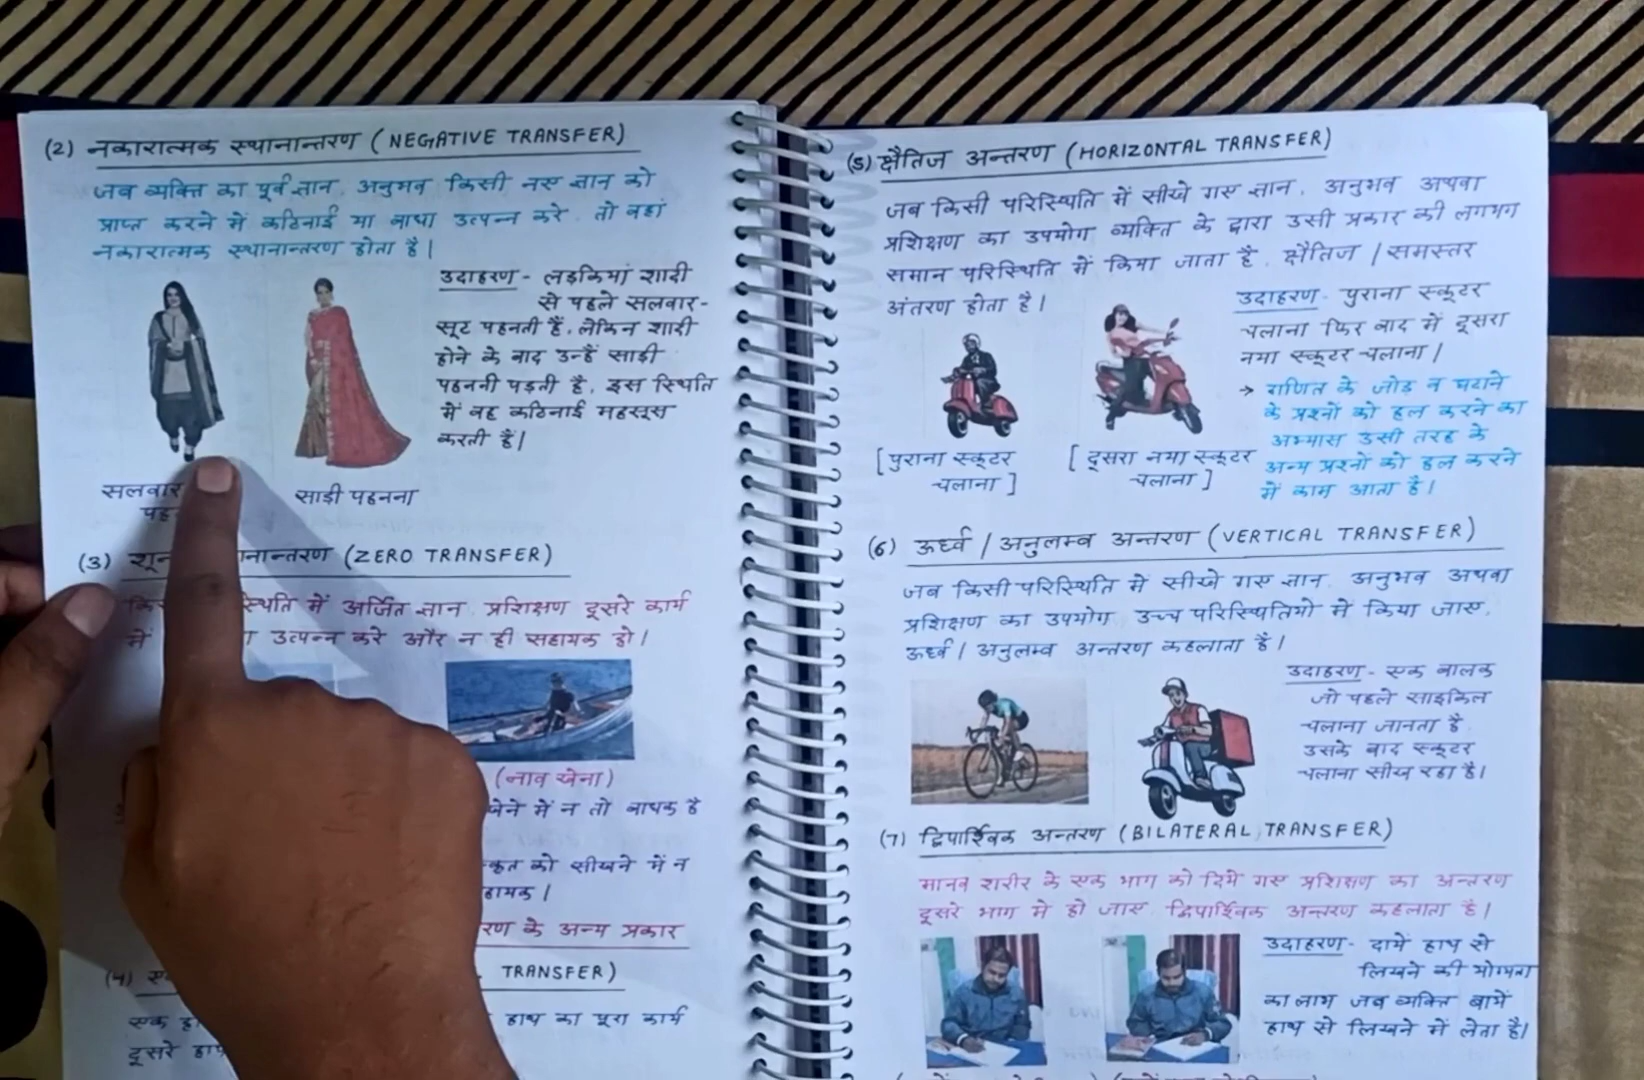 (2) नकारात्मक स्थानान्तरण (NEGATIVE TRANSFER)
जब व्यक्ति का पूर्व ज्ञान, अनुभव किसी नए ज्ञान को
प्राप्त करने में कठिनाई या बाधा उत्पन्न करे तो वहां
नकारात्मक स्थानान्तरण होता है।
उदाहरण - लड़कियां शादी
से पहले सलवार-
सूट पहनती हैं, लेकिन शादी
होने के बाद उन्हें साड़ी
पहननी पड़ती है, इस स्थिति
में वह कठिनाई महसूस
करती हैं।
सलवार
साड़ी पहनना
(3) (ZERO TRANSFER)
में अर्जित ज्ञान, प्रशिक्षण दूसरे कार्य
में उत्पन्न करे और न ही सहायक हो।
(नाव खेना)
खेने में न तो बाधक है
को सीखने में न
के अन्य प्रकार
(4) TRANSFER)
एक हाथ का पूरा कार्य
दूसरे
(5) क्षैतिज अन्तरण (HORIZONTAL TRANSFER)
जब किसी परिस्थिति में सीखे गए ज्ञान, अनुभव अथवा
प्रशिक्षण का उपयोग व्यक्ति के द्वारा उसी प्रकार की लगभग
समान परिस्थिति में किया जाता है, क्षैतिज / समस्तर
अंतरण होता है।
उदाहरण - पुराना स्कूटर
चलाना फिर बाद में दूसरा
नया स्कूटर चलाना।
→ गणित के जोड़ व घटाने
के प्रश्नों को हल करने का
अभ्यास उसी तरह के
अन्य प्रश्नों को हल करने
में काम आता है।
[पुराना स्कूटर
चलाना]
[दूसरा नया स्कूटर
चलाना]
(6) ऊर्ध्व / अनुलम्ब अन्तरण (VERTICAL TRANSFER)
जब किसी परिस्थिति में सीखे गए ज्ञान, अनुभव अथवा
प्रशिक्षण का उपयोग, उच्च परिस्थितियों में किया जाए,
ऊर्ध्व / अनुलम्ब अन्तरण कहलाता है।
उदाहरण - एक बालक
जो पहले साइकिल
चलाना जानता है,
उसके बाद स्कूटर
चलाना सीख रहा है।
(7) द्विपार्श्विक अन्तरण (BILATERAL TRANSFER)
मानव शरीर के एक भाग को दिये गए प्रशिक्षण का अन्तरण
दूसरे भाग मे हो जाए, द्विपार्श्विक अन्तरण कहलाता है।
उदाहरण - दायें हाथ से
लिखने की योग्यता
का लाभ जब व्यक्ति बायें
हाथ से लिखने में लेता है।